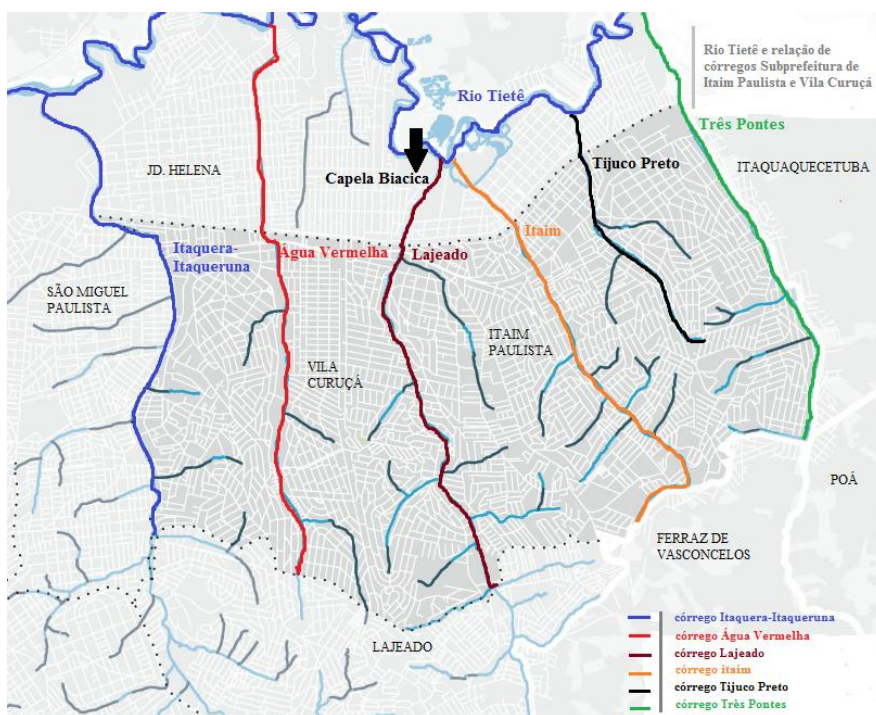 Rio Tietê e relação de
córregos Subprefeitura de
Itaim Paulista e Vila Curuçá
Rio Tietê
Três Pontes
JD. HELENA
Capela Biacica
Tijuco Preto
ITAQUAQUECETUBA
Itaquera-
Itaqueruna
Água Vermelha
Lajeado
Itaim
SÃO MIGUEL
PAULISTA
VILA
CURUÇÁ
ITAIM
PAULISTA
POÁ
FERRAZ DE
VASCONCELOS
LAJEADO
córrego Itaquera-Itaqueruna
córrego Água Vermelha
córrego Lajeado
córrego itaim
córrego Tijuco Preto
córrego Três Pontes